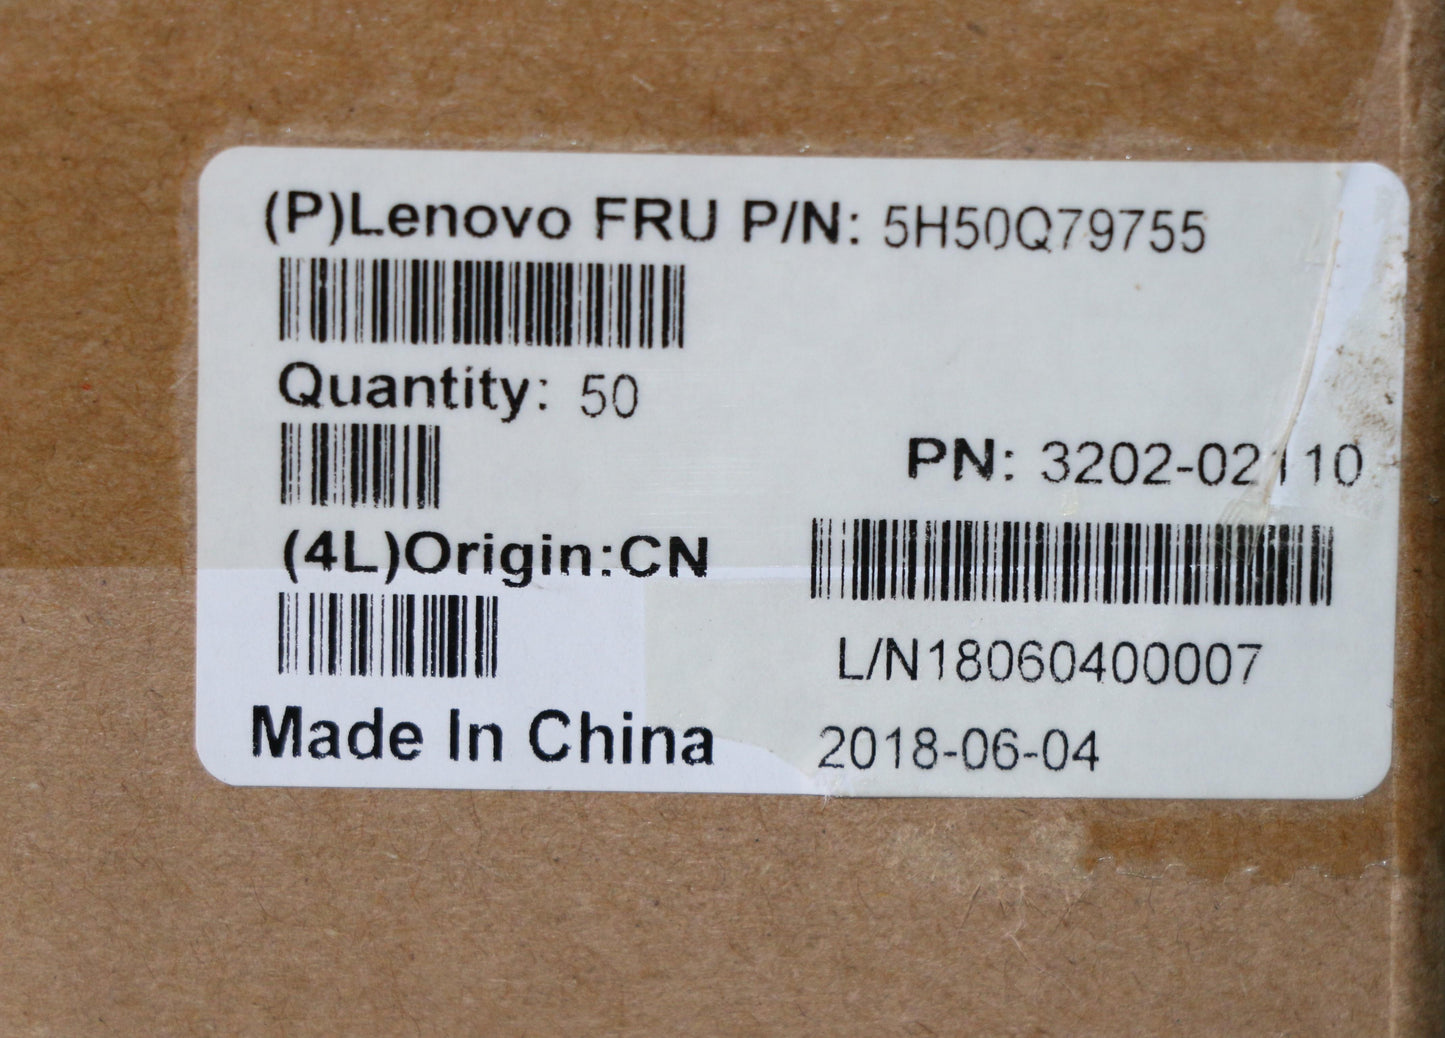 (P)Lenovo FRU P/N: 5H50Q79755
Quantity: 50
PN: 3202-02110
(4L)Origin:CN
L/N18060400007
Made In China
2018-06-04